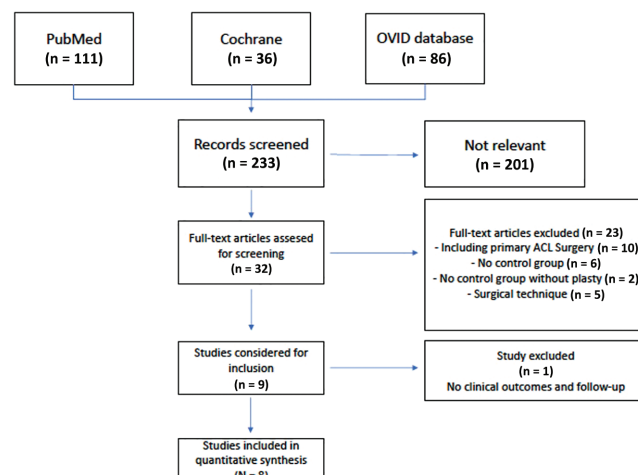 PubMed
(n = 111)
Cochrane
(n = 36)
OVID database
(n = 86)
Records screened
(n = 233)
Not relevant
(n = 201)
Full-text articles assesed
for screening
(n = 32)
Full-text articles excluded (n = 23)
- Including primary ACL Surgery (n = 10)
- No control group (n = 6)
- No control group without plasty (n = 2)
- Surgical technique (n = 5)
Studies considered for
inclusion
(n = 9)
Study excluded
(n = 1)
No clinical outcomes and follow-up
Studies included in
quantitative synthesis
(N = 8)